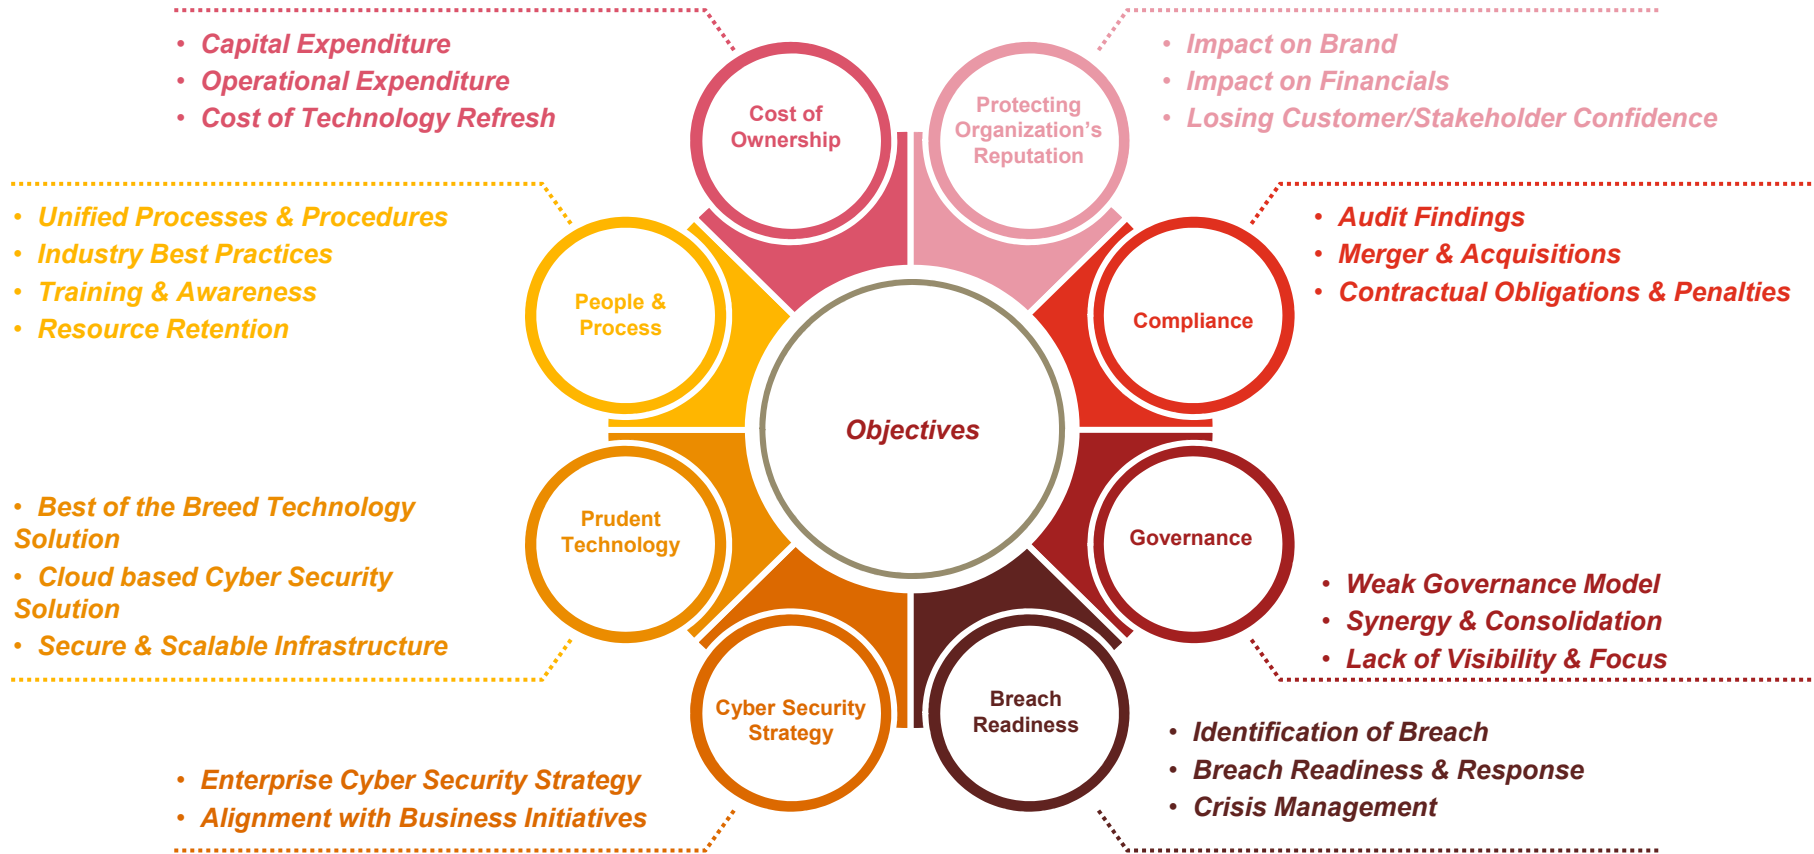 • Capital Expenditure
• Operational Expenditure
• Cost of Technology Refresh
Cost of
Ownership
Protecting
Organization's
Reputation
• Impact on Brand
• Impact on Financials
• Losing Customer/Stakeholder Confidence
• Unified Processes & Procedures
• Industry Best Practices
• Training & Awareness
• Resource Retention
People &
Process
Compliance
• Audit Findings
• Merger & Acquisitions
• Contractual Obligations & Penalties
Objectives
• Best of the Breed Technology
Solution
• Cloud based Cyber Security
Solution
• Secure & Scalable Infrastructure
Prudent
Technology
Governance
• Weak Governance Model
• Synergy & Consolidation
• Lack of Visibility & Focus
Cyber Security
Strategy
Breach
Readiness
• Enterprise Cyber Security Strategy
• Alignment with Business Initiatives
• Identification of Breach
• Breach Readiness & Response
• Crisis Management